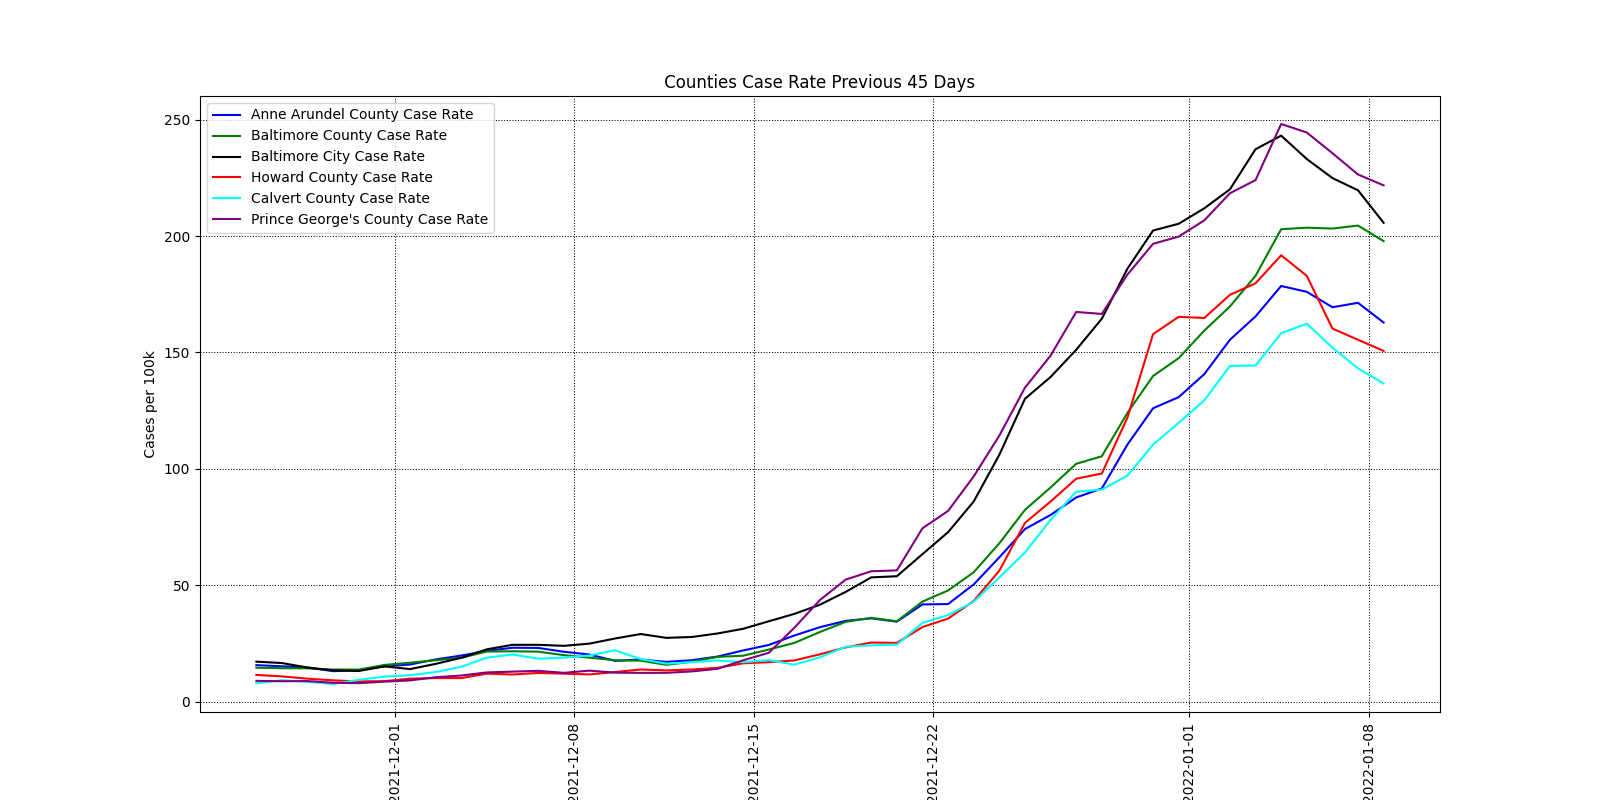 Counties Case Rate Previous 45 Days
Anne Arundel County Case Rate
Baltimore County Case Rate
Baltimore City Case Rate
Howard County Case Rate
Calvert County Case Rate
Prince George's County Case Rate
250
200
150
100
50
0
Cases per 100k
2021-12-01
2021-12-08
2021-12-15
2021-12-22
2022-01-01
2022-01-08